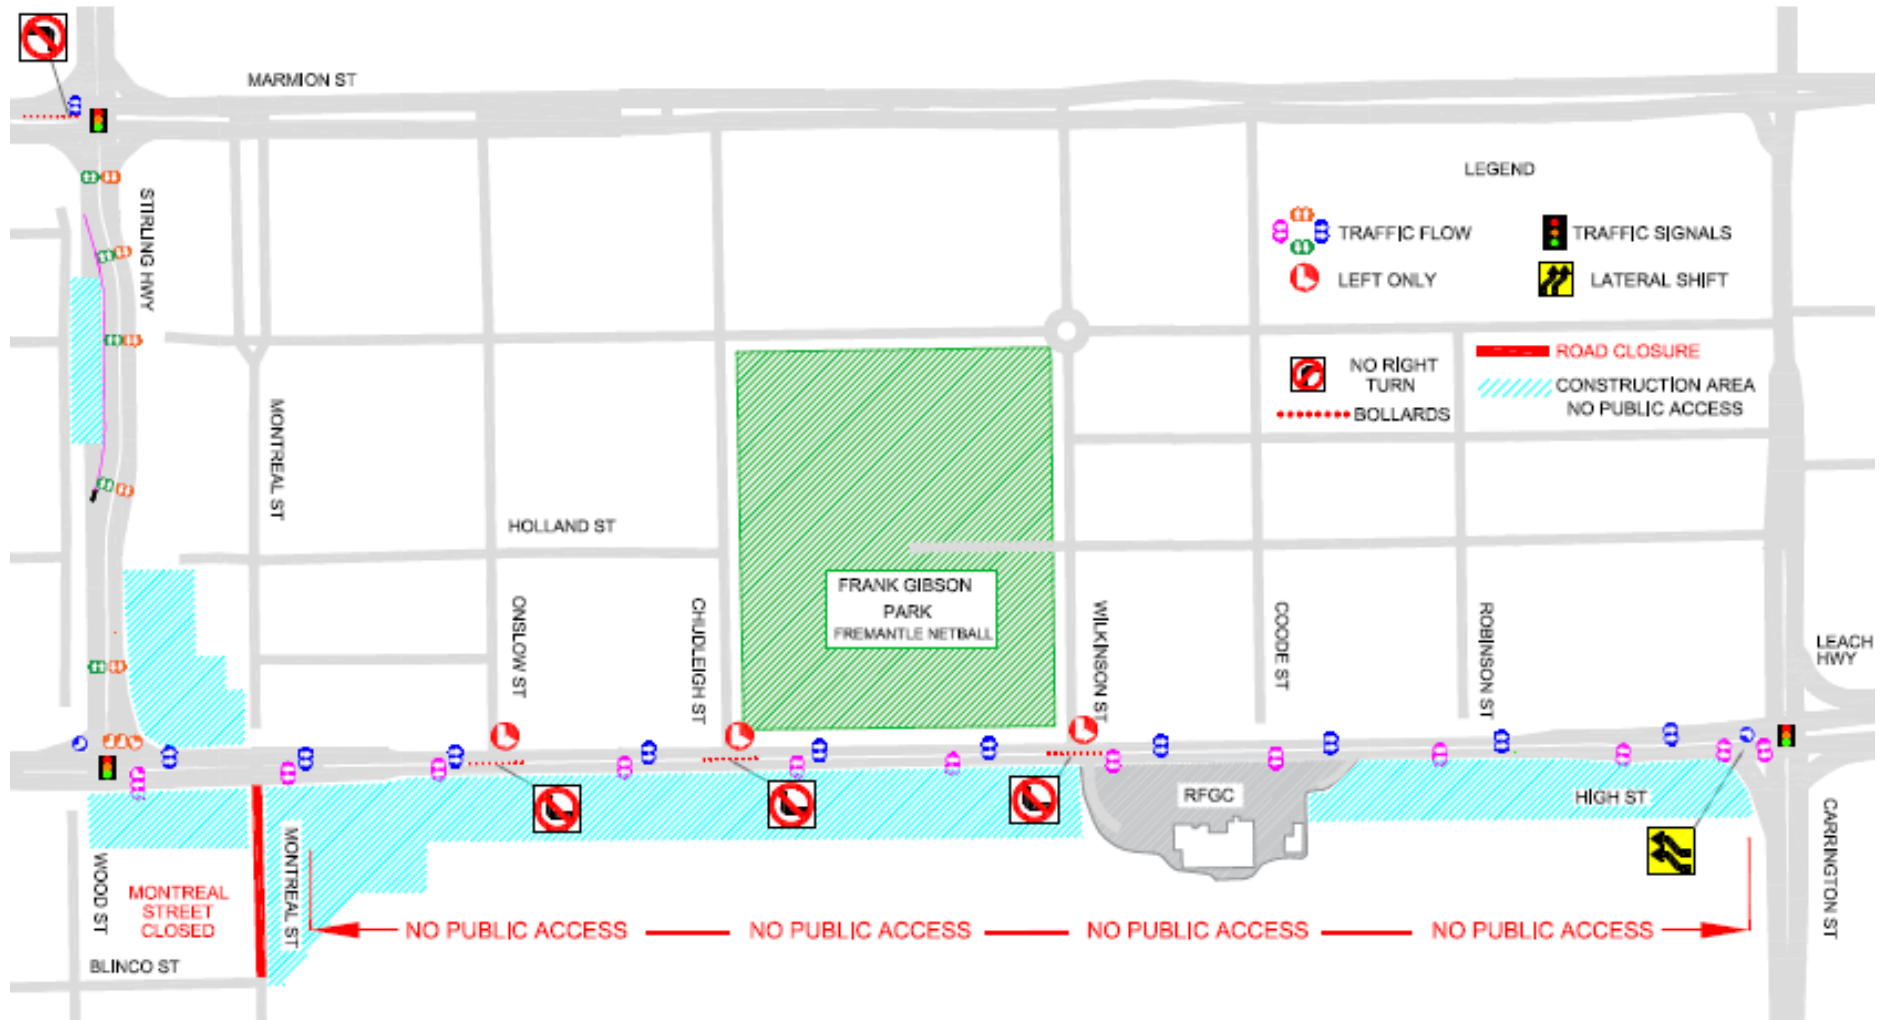 MARMION ST
STIRLING HWY
LEGEND
TRAFFIC FLOW
TRAFFIC SIGNALS
LEFT ONLY
LATERAL SHIFT
NO RIGHT
TURN
ROAD CLOSURE
BOLLARDS
CONSTRUCTION AREA
NO PUBLIC ACCESS
MONTREAL ST
HOLLAND ST
FRANK GIBSON
PARK
FREMANTLE NETBALL
ONSLOW ST
CHUDLEIGH ST
WILKINSON ST
COODE ST
ROBINSON ST
LEACH
HWY
RFGC
HIGH ST
CARRINGTON ST
WOOD ST
MONTREAL
STREET
CLOSED
MONTREAL ST
NO PUBLIC ACCESS
NO PUBLIC ACCESS
NO PUBLIC ACCESS
NO PUBLIC ACCESS
BLINCO ST